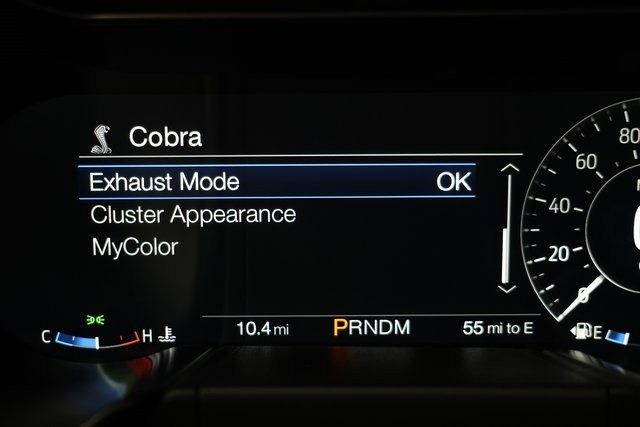 Cobra
Exhaust Mode OK
Cluster Appearance
MyColor
80
60
40
20
0
C H
10.4 mi PRNDM 55 mi to E
E